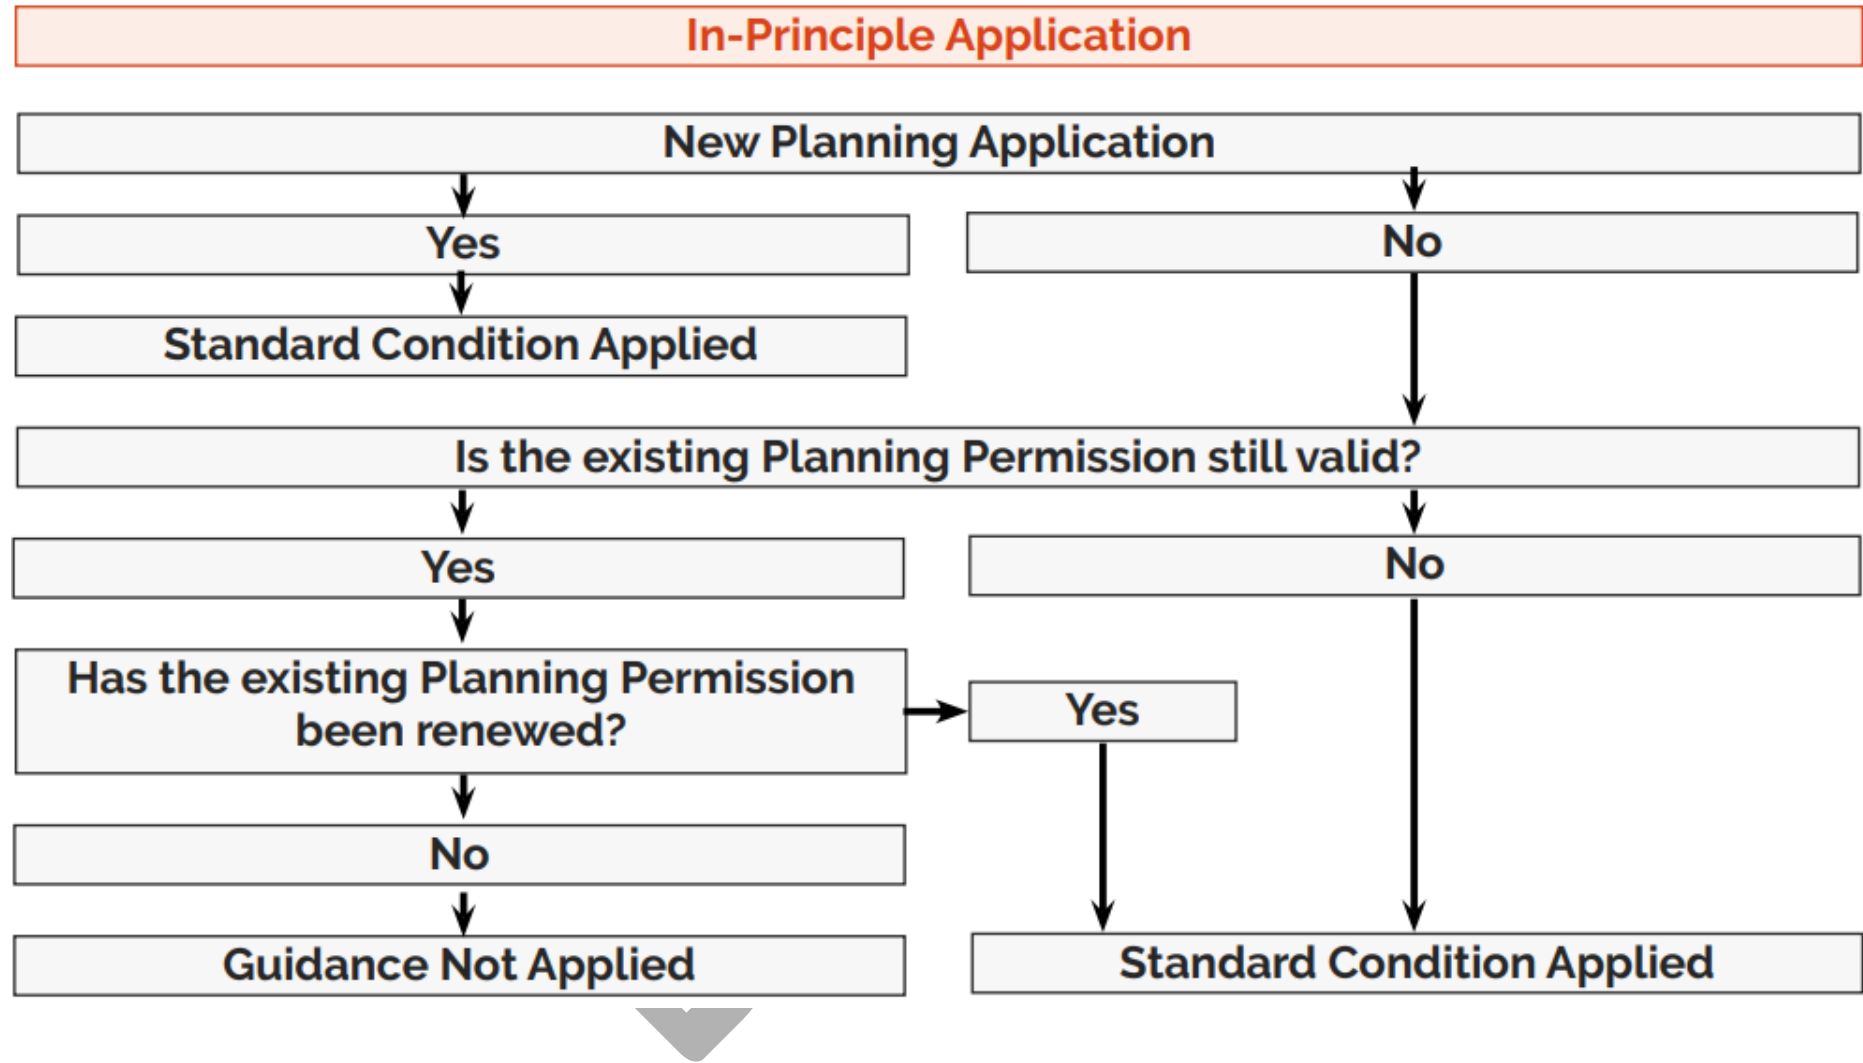 In-Principle Application
New Planning Application
Yes
No
Standard Condition Applied
Is the existing Planning Permission still valid?
Yes
No
Has the existing Planning Permission
been renewed?
Yes
No
Guidance Not Applied
Standard Condition Applied